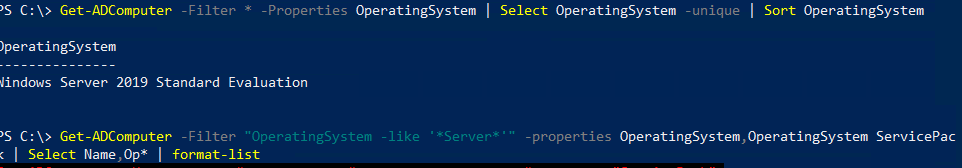 PS C:\> Get-ADComputer -Filter * -Properties OperatingSystem | Select OperatingSystem -unique | Sort OperatingSystem
OperatingSystem
---------------
Windows Server 2019 Standard Evaluation
PS C:\> Get-ADComputer -Filter "OperatingSystem -like '*Server*'" -properties OperatingSystem,OperatingSystem ServicePac
k | Select Name,Op* | format-list